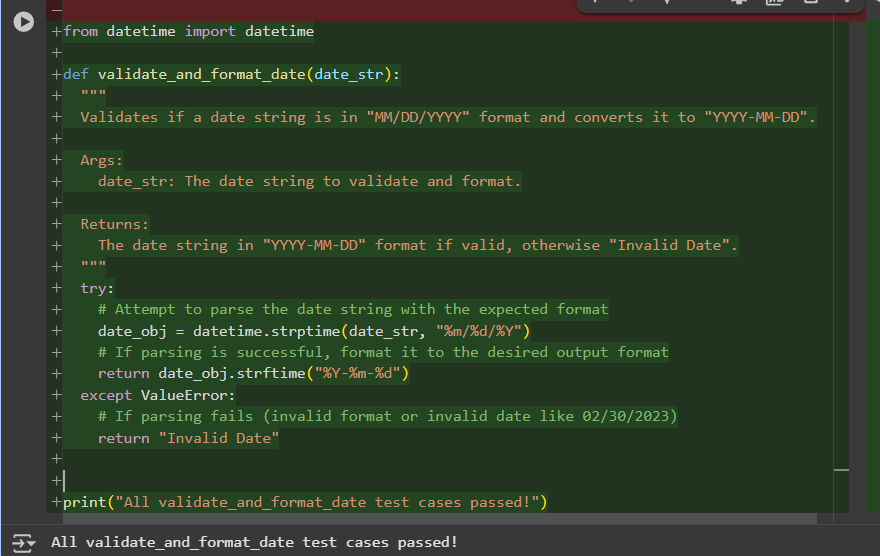 -
+from datetime import datetime
+
+def validate_and_format_date(date_str):
+  """
+  Validates if a date string is in "MM/DD/YYYY" format and converts it to "YYYY-MM-DD".
+
+  Args:
+    date_str: The date string to validate and format.
+
+  Returns:
+    The date string in "YYYY-MM-DD" format if valid, otherwise "Invalid Date".
+  """
+  try:
+    # Attempt to parse the date string with the expected format
+    date_obj = datetime.strptime(date_str, "%m/%d/%Y")
+    # If parsing is successful, format it to the desired output format
+    return date_obj.strftime("%Y-%m-%d")
+  except ValueError:
+    # If parsing fails (invalid format or invalid date like 02/30/2023)
+    return "Invalid Date"
+
+
+print("All validate_and_format_date test cases passed!")
All validate_and_format_date test cases passed!